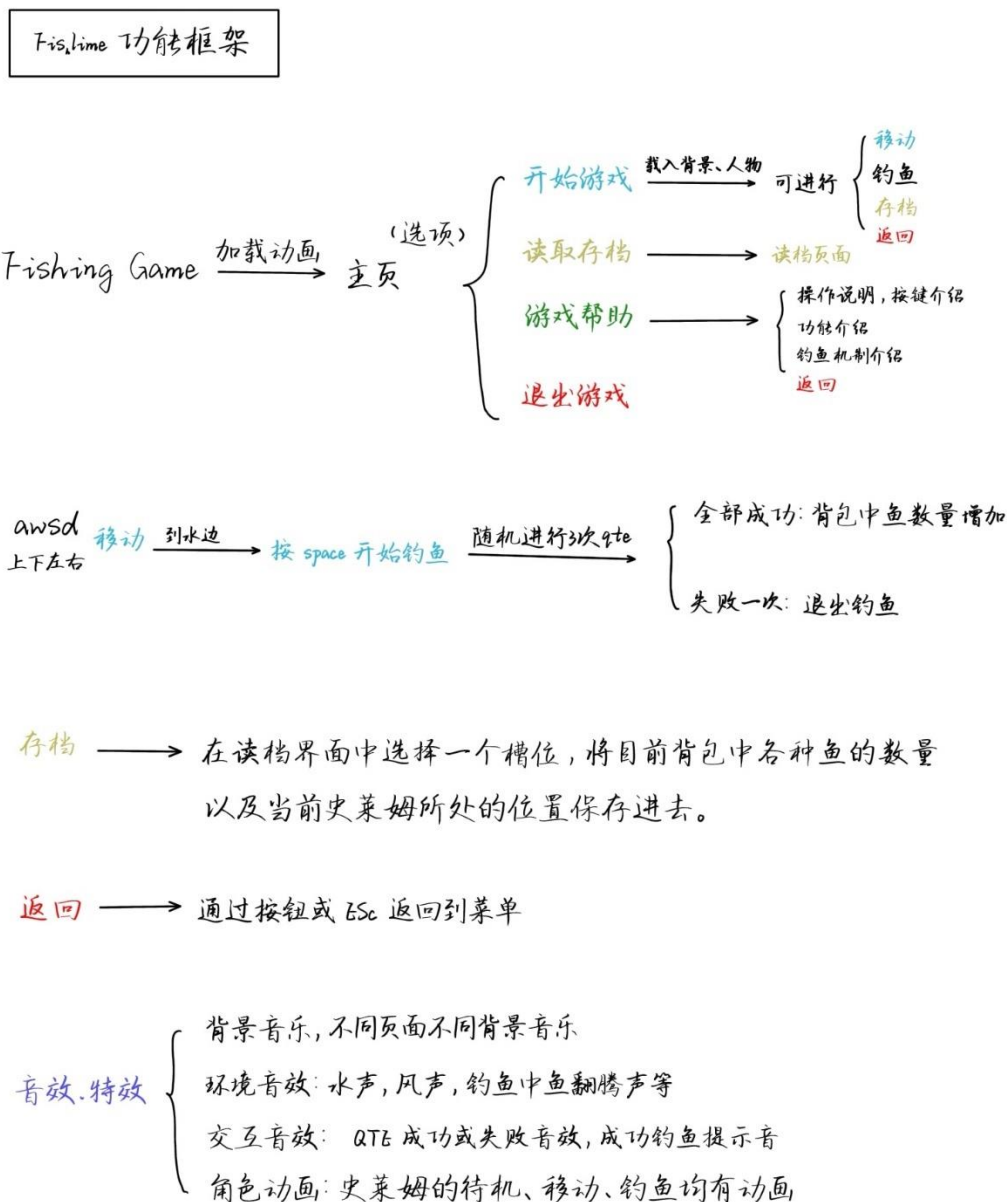 Fishlime 功能框架
移动
开始游戏 载入背景、人物 可进行 钓鱼
存档
返回
(选项)
Fishing Game 加载动画 主页
读取存档 读档页面
游戏帮助 操作说明,按键介绍
功能介绍
钓鱼机制介绍
返回
退出游戏
awsd
上下左右 移动 到水边 按 space 开始钓鱼 随机进行3次qte
全部成功: 背包中鱼数量增加
失败一次: 退出钓鱼
存档 在读档界面中选择一个槽位,将目前背包中各种鱼的数量
以及当前史莱姆所处的位置保存进去。
返回 通过按钮或 ESc 返回到菜单
音效.特效
背景音乐,不同页面不同背景音乐
环境音效: 水声,风声,钓鱼中鱼翻腾声等
交互音效: QTE 成功或失败音效,成功钓鱼提示音
角色动画: 史莱姆的待机、移动、钓鱼均有动画